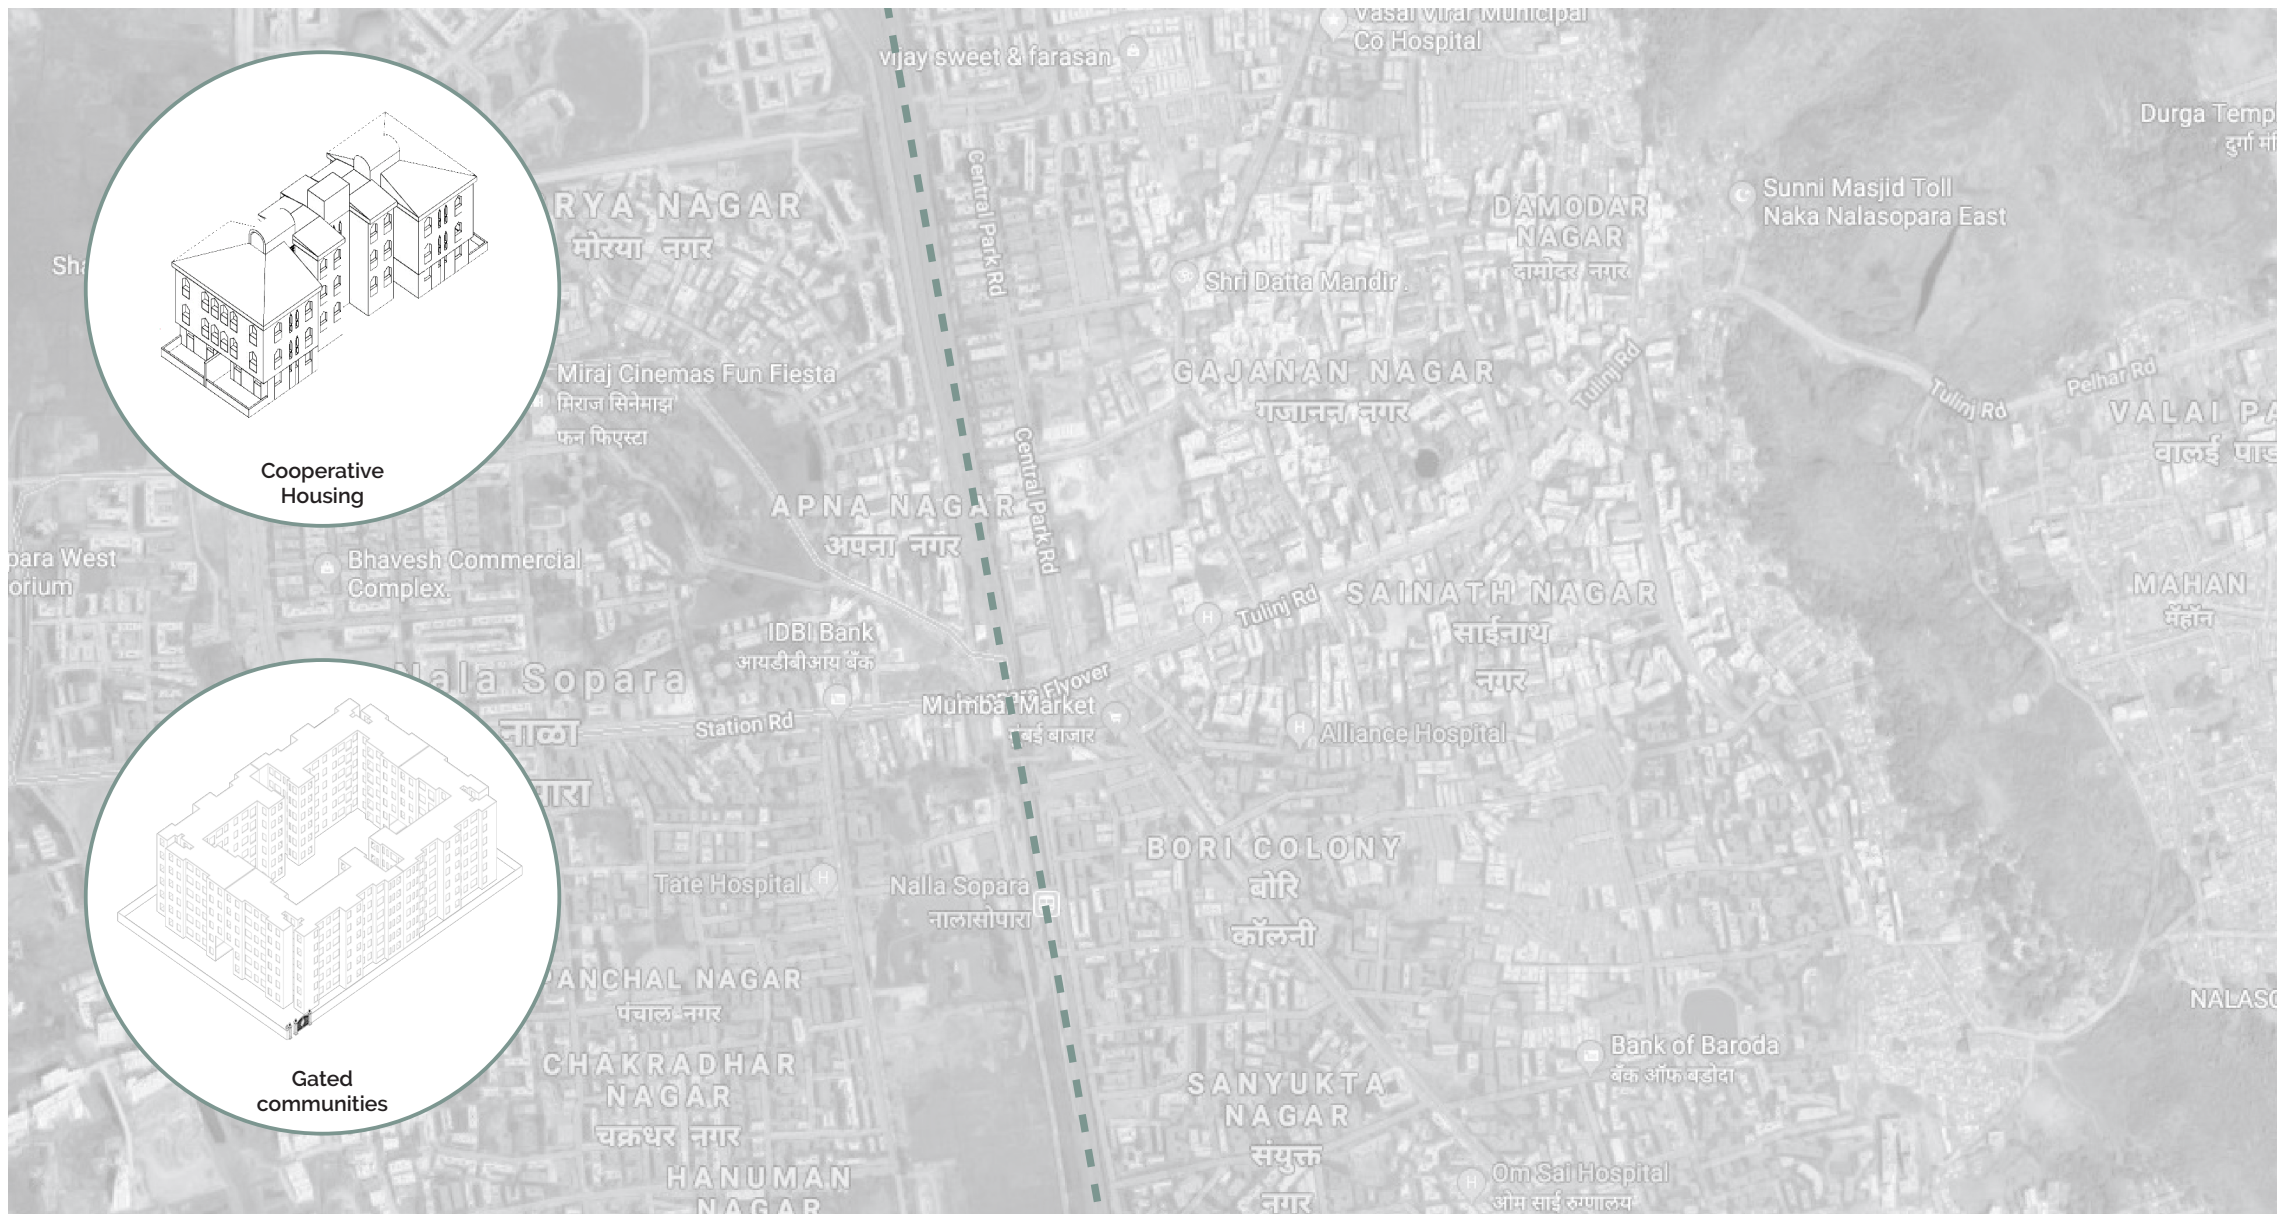 Vasai Virar Municipal
Co Hospital
vijay sweet & farasan
Durga Temp
दुर्गा मं
Sunni Masjid Toll
Naka Nalasopara East
RYA NAGAR
मोरया नगर
Central Park Rd
DAMODAR
NAGAR
दामोदर नगर
Sha
Shri Datta Mandir .
Miraj Cinemas Fun Fiesta
मिराज सिनेमाझ
फन फिएस्टा
GAJANAN NAGAR
गजानन नगर
Tulinj Rd
Tulinj Rd
Pelhar Rd
VALAI PA
वालई पाड
Cooperative
Housing
Central Park Rd
APNA NAGAR
अपना नगर
para West
orium
Bhavesh Commercial
Complex.
Tulinj Rd
SAINATH NAGAR
साईनाथ
नगर
MAHAN
मॅहॉन
IDBI Bank
आयडीबीआय बँक
Nala Sopara
नाळा
पारा
Station Rd
Flyover
Mumbai Market
मुंबई बाजार
Alliance Hospital
BORI COLONY
बोरि
कॉलनी
Tate Hospital
Nalla Sopara
नालासोपारा
PANCHAL NAGAR
पंचाल नगर
NALASO
Gated
communities
CHAKRADHAR
NAGAR
चक्रधर नगर
Bank of Baroda
बँक ऑफ बडोदा
SANYUKTA
NAGAR
संयुक्त
नगर
HANUMAN
NAGAR
Om Sai Hospital
ओम साई रुग्णालय